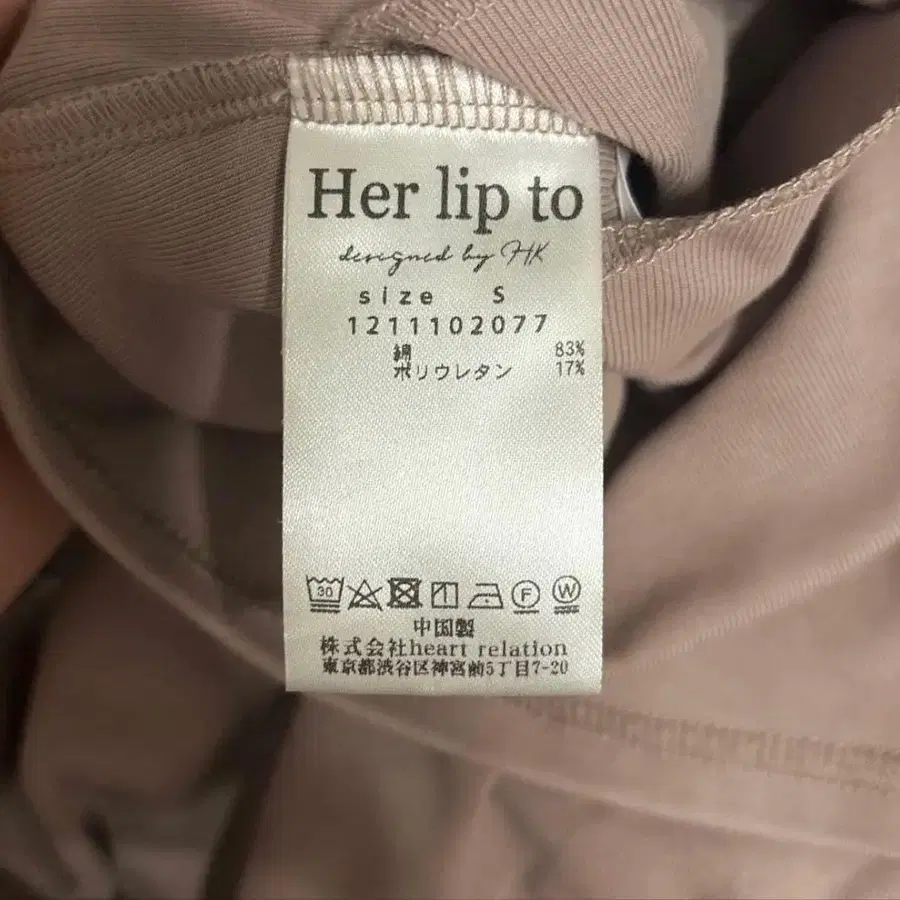 Her lip to
designed by HK
size S
1211102077
綿 83%
ポリウレタン 17%
30 F W
中国製
株式会社heart relation
東京都渋谷区神宮前5丁目7-20